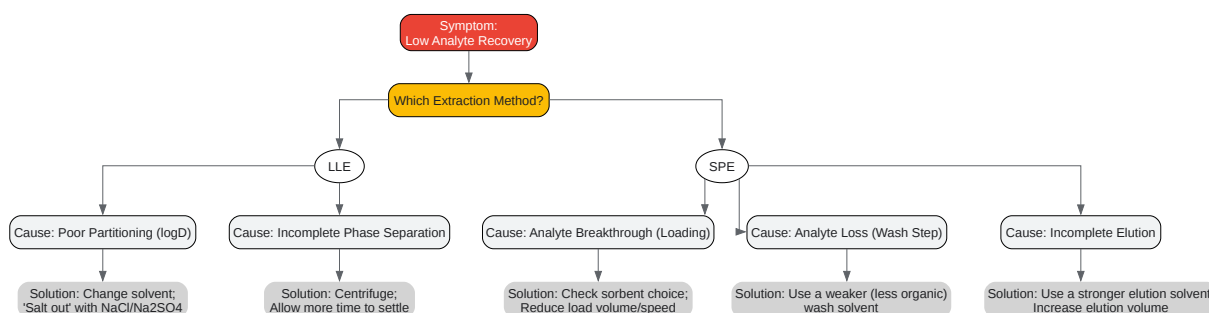 Symptom:
Low Analyte Recovery
Which Extraction Method?
LLE
SPE
Cause: Poor Partitioning (logD)
Cause: Incomplete Phase Separation
Cause: Analyte Breakthrough (Loading)
Cause: Analyte Loss (Wash Step)
Cause: Incomplete Elution
Solution: Change solvent;
'Salt out' with NaCl/Na2SO4
Solution: Centrifuge;
Allow more time to settle
Solution: Check sorbent choice;
Reduce load volume/speed
Solution: Use a weaker (less organic)
wash solvent
Solution: Use a stronger elution solvent;
Increase elution volume